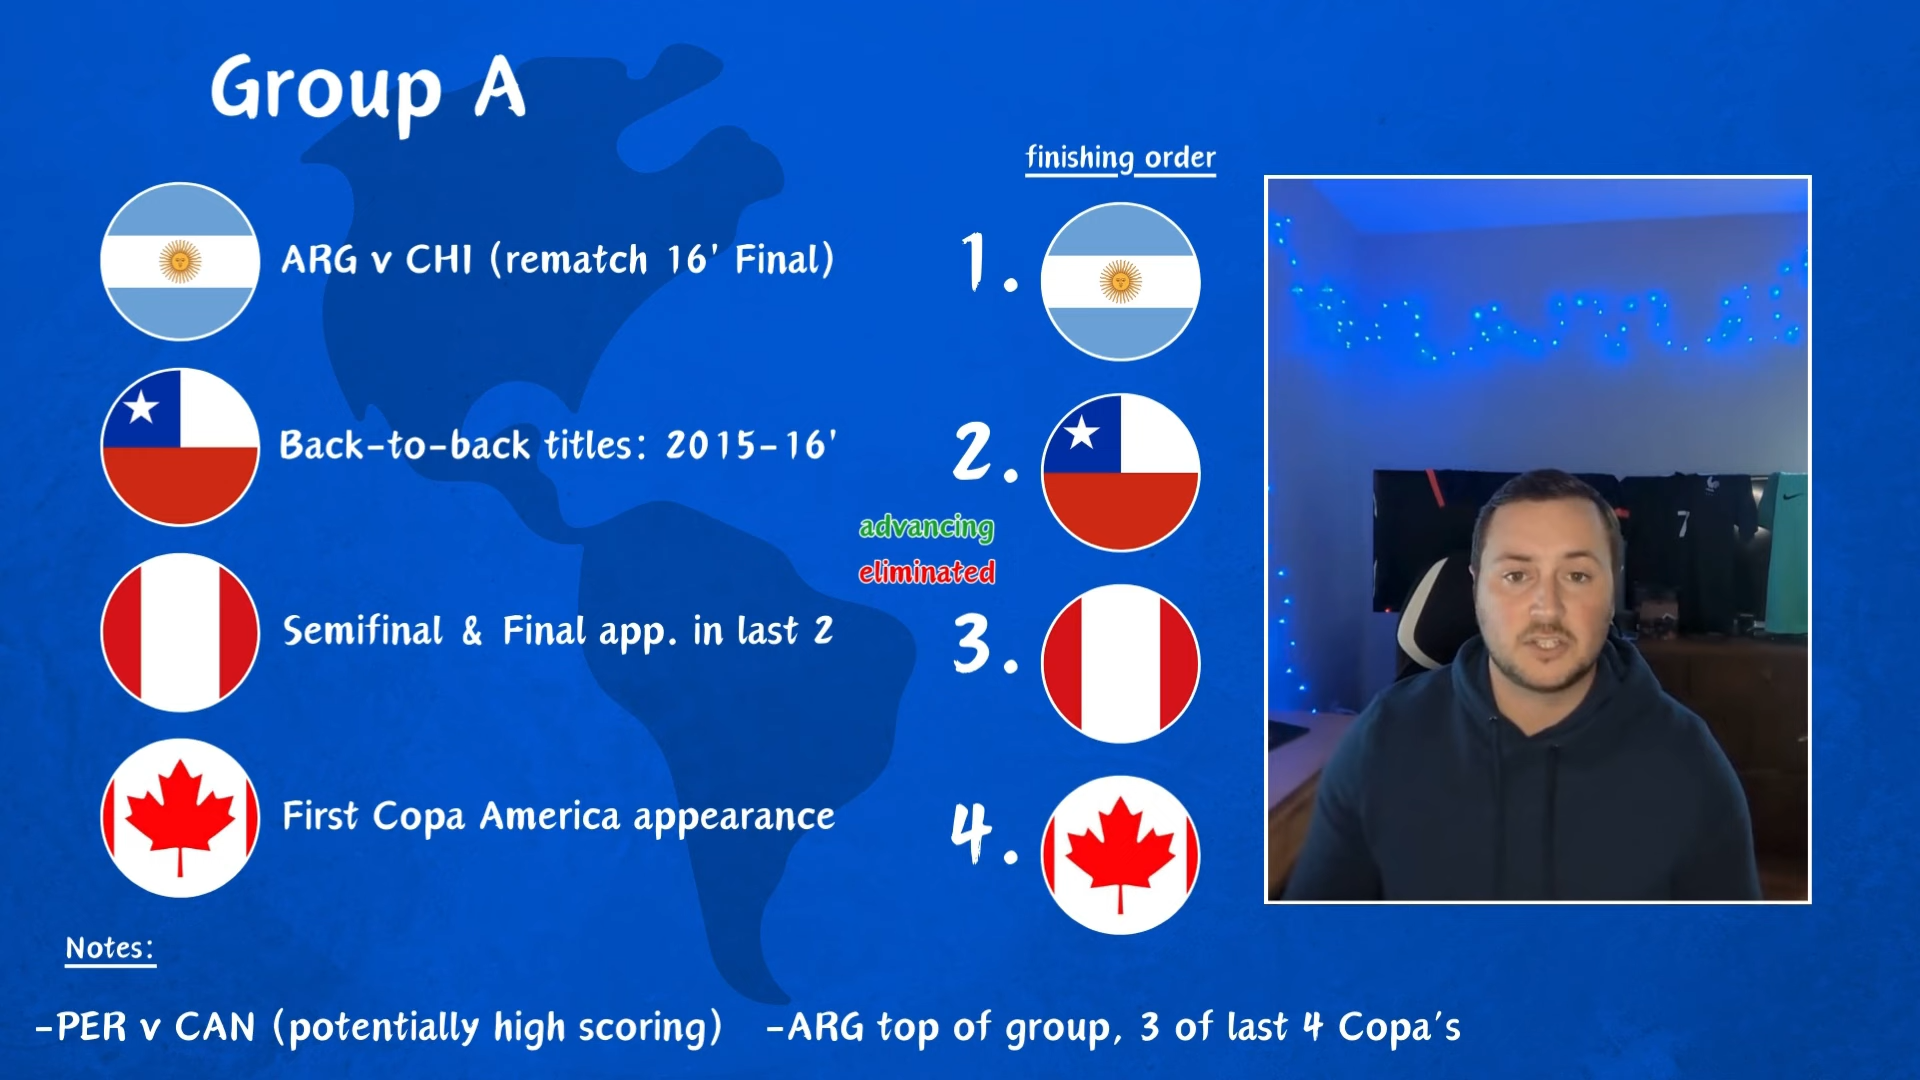 Group A
ARG v CHI (rematch 16' Final)
Back-to-back titles: 2015-16'
Semifinal & Final app. in last 2
First Copa America appearance
finishing order
1.
2.
advancing
eliminated
3.
4.
7
Notes:
-PER v CAN (potentially high scoring) -ARG top of group, 3 of last 4 Copa's